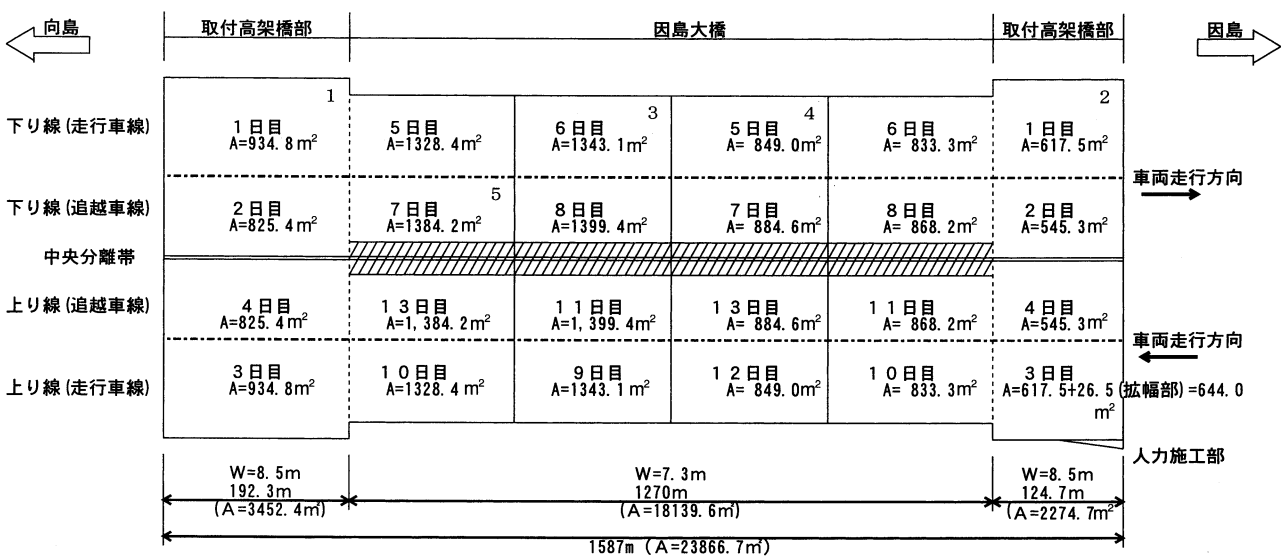 向島 取付高架橋部 因島大橋 取付高架橋部 因島
1 3 4 2
下り線(走行車線) 1日目 5日目 6日目 5日目 6日目 1日目
A=934.8m² A=1328.4m² A=1343.1m² A= 849.0m² A= 833.3m² A=617.5m²
車両走行方向
5
下り線(追越車線) 2日目 7日目 8日目 7日目 8日目 2日目
A=825.4m² A=1384.2m² A=1399.4m² A= 884.6m² A= 868.2m² A=545.3m²
中央分離帯
上り線(追越車線) 4日目 13日目 11日目 13日目 11日目 4日目
A=825.4m² A=1,384.2m² A=1,399.4m² A= 884.6m² A= 868.2m² A=545.3m²
車両走行方向
上り線(走行車線) 3日目 10日目 9日目 12日目 10日目 3日目
A=934.8m² A=1328.4m² A=1343.1m² A= 849.0m² A= 833.3m² A=617.5+26.5(拡幅部)=644.0
m²
人力施工部
W=8.5m W=7.3m W=8.5m
192.3m 1270m 124.7m
(A=3452.4㎡) (A=18139.6㎡) (A=2274.7m²
1587m (A=23866.7㎡)